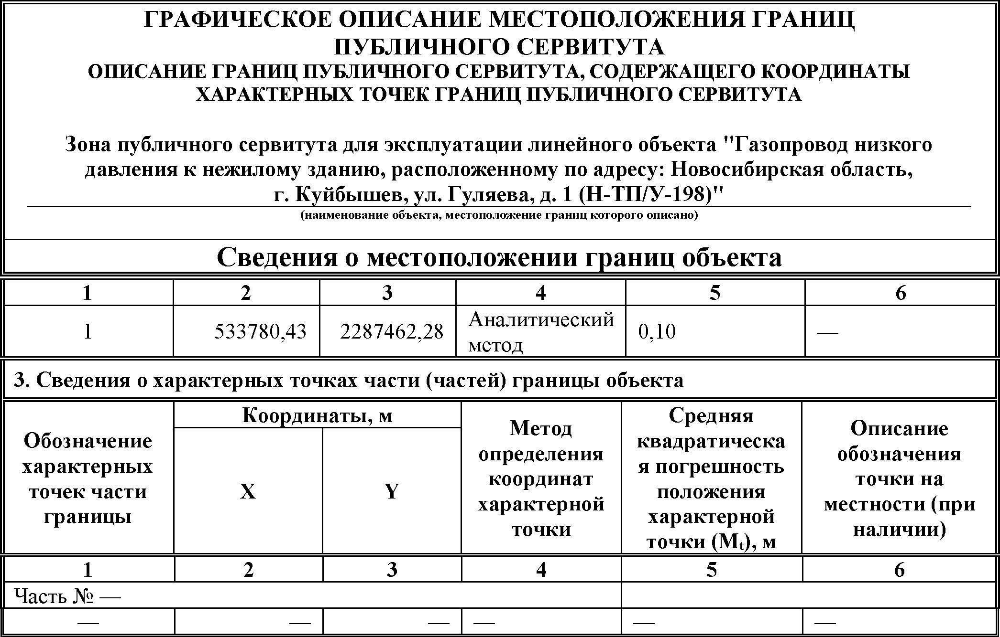 ГРАФИЧЕСКОЕ ОПИСАНИЕ МЕСТОПОЛОЖЕНИЯ ГРАНИЦ
ПУБЛИЧНОГО СЕРВИТУТА
ОПИСАНИЕ ГРАНИЦ ПУБЛИЧНОГО СЕРВИТУТА, СОДЕРЖАЩЕГО КООРДИНАТЫ
ХАРАКТЕРНЫХ ТОЧЕК ГРАНИЦ ПУБЛИЧНОГО СЕРВИТУТА
Зона публичного сервитута для эксплуатации линейного объекта "Газопровод низкого
давления к нежилому зданию, расположенному по адресу: Новосибирская область,
г. Куйбышев, ул. Гуляева, д. 1 (Н-ТП/У-198)"
(наименование объекта, местоположение границ которого описано)
Сведения о местоположении границ объекта
1 2 3 4 5 6
1 533780,43 2287462,28 Аналитический метод 0,10 —
3. Сведения о характерных точках части (частей) границы объекта
Обозначение
характерных
точек части
границы
Координаты, м
X Y
Метод
определения
координат
характерной
точки
Средняя
квадратическа
я погрешность
положения
характерной
точки (Mt), м
Описание
обозначения
точки на
местности (при
наличии)
1 2 3 4 5 6
Часть № —
— — — — — —